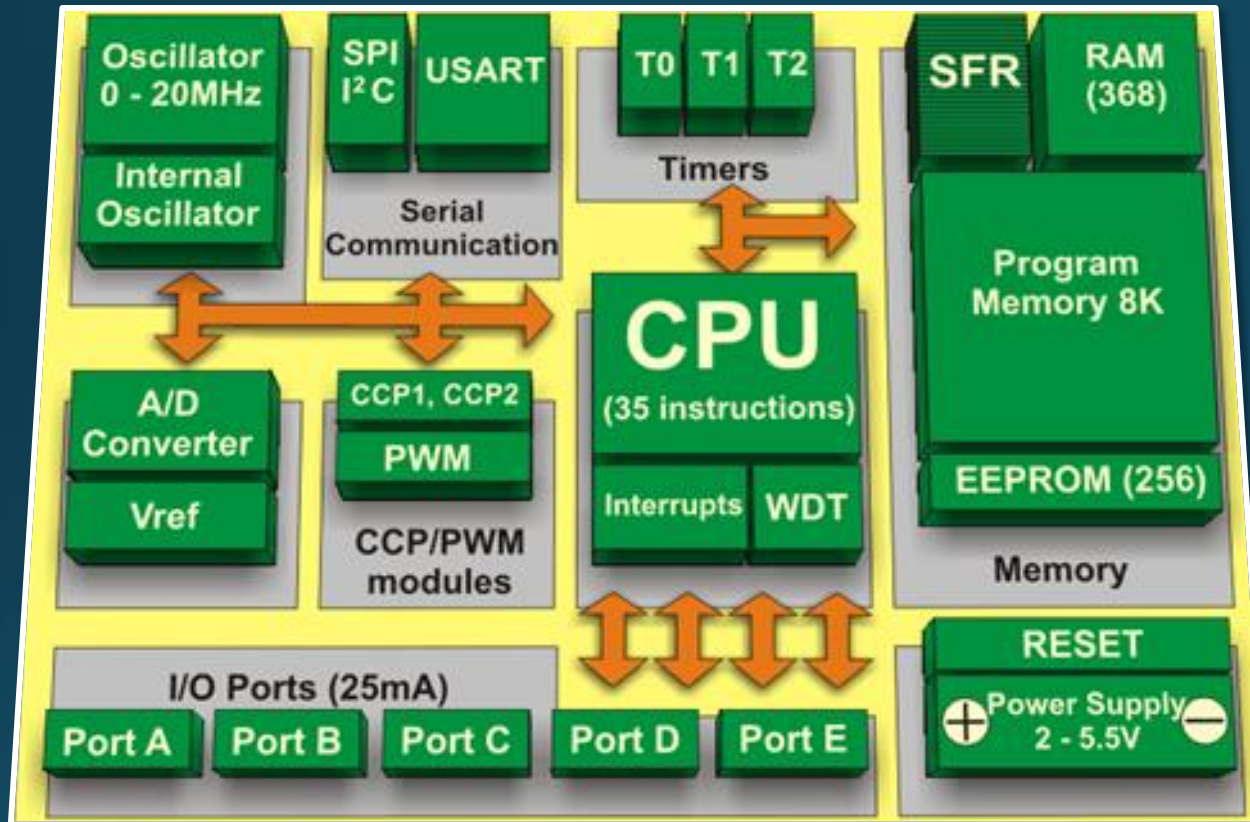 Oscillator
0 - 20MHz
Internal
Oscillator
SPI
I²C
USART
Serial
Communication
T0
T1
T2
Timers
SFR
RAM
(368)
Program
Memory 8K
EEPROM (256)
Memory
A/D
Converter
Vref
CCP1, CCP2
PWM
CCP/PWM
modules
CPU
(35 instructions)
Interrupts
WDT
I/O Ports (25mA)
Port A
Port B
Port C
Port D
Port E
RESET
+
Power Supply
2 - 5.5V
−